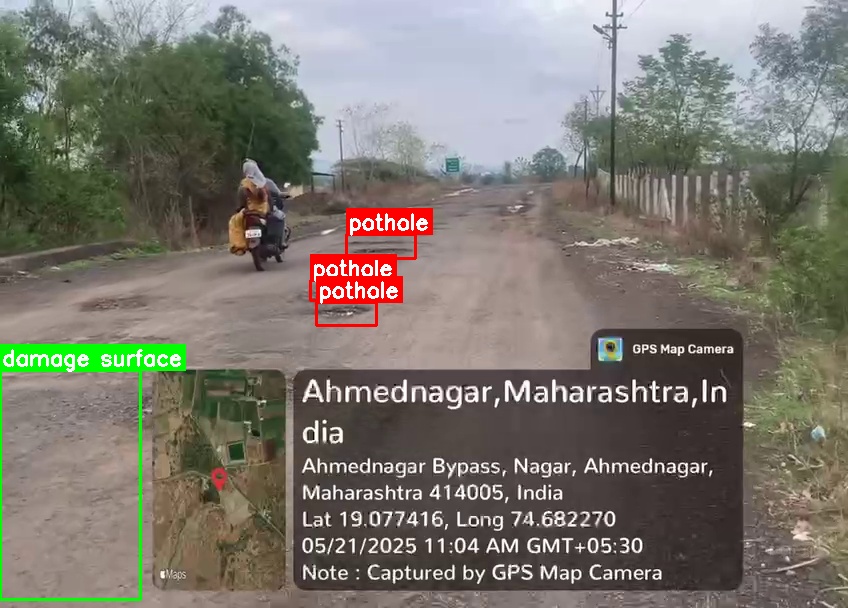 pothole
pothole
pothole
damage surface
GPS Map Camera
Ahmednagar,Maharashtra,In
dia
Ahmednagar Bypass, Nagar, Ahmednagar,
Maharashtra 414005, India
Lat 19.077416, Long 74.682270
05/21/2025 11:04 AM GMT+05:30
Note : Captured by GPS Map Camera
Maps